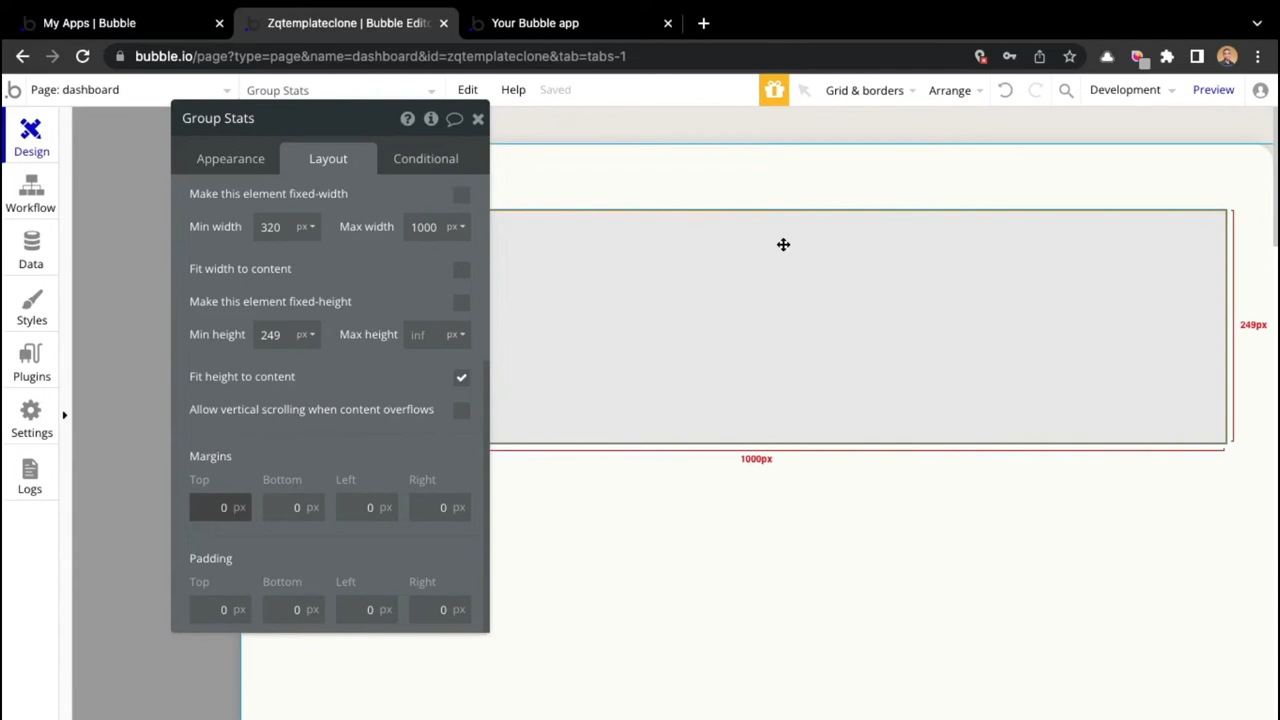 My Apps | Bubble
Zqtemplateclone | Bubble Edito
Your Bubble app
bubble.io/page?type=page&name=dashboard&id=zqtemplateclone&tab=tabs-1
Page: dashboard
Group Stats
Edit
Help
Saved
Grid & borders
Arrange
Development
Preview
Design
Workflow
Data
Styles
Plugins
Settings
Logs
Group Stats
Appearance
Layout
Conditional
Make this element fixed-width
Min width 320 px Max width 1000 px
Fit width to content
Make this element fixed-height
Min height 249 px Max height inf px
Fit height to content
Allow vertical scrolling when content overflows
Margins
Top Bottom Left Right
0 px 0 px 0 px 0 px
Padding
Top Bottom Left Right
0 px 0 px 0 px 0 px
249px
1000px